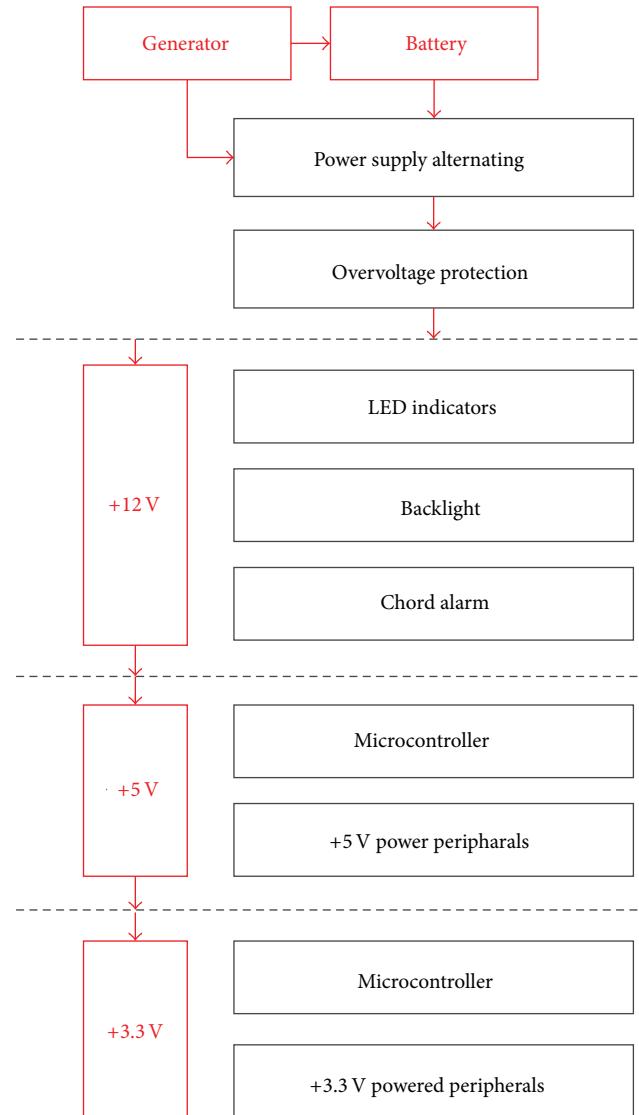 Generator
Battery
Power supply alternating
Overvoltage protection
LED indicators
+12 V
Backlight
Chord alarm
Microcontroller
+5 V
+5 V power peripharals
Microcontroller
+3.3 V
+3.3 V powered peripherals